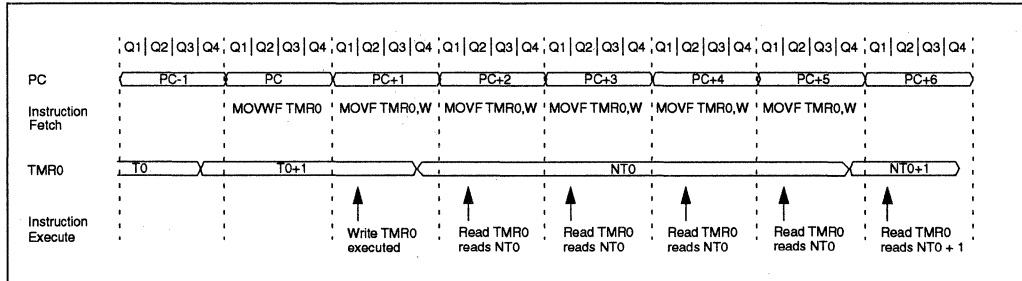 Q1 Q2 Q3 Q4 Q1 Q2 Q3 Q4 Q1 Q2 Q3 Q4 Q1 Q2 Q3 Q4 Q1 Q2 Q3 Q4 Q1 Q2 Q3 Q4 Q1 Q2 Q3 Q4 Q1 Q2 Q3 Q4
PC PC-1 PC PC+1 PC+2 PC+3 PC+4 PC+5 PC+6
Instruction
Fetch
MOVWF TMR0 MOVF TMR0,W MOVF TMR0,W MOVF TMR0,W MOVF TMR0,W MOVF TMR0,W
TMR0 T0 T0+1 NT0 NT0+1
Instruction
Execute
Write TMR0
executed
Read TMR0
reads NT0
Read TMR0
reads NT0
Read TMR0
reads NT0
Read TMR0
reads NT0
Read TMR0
reads NT0 + 1